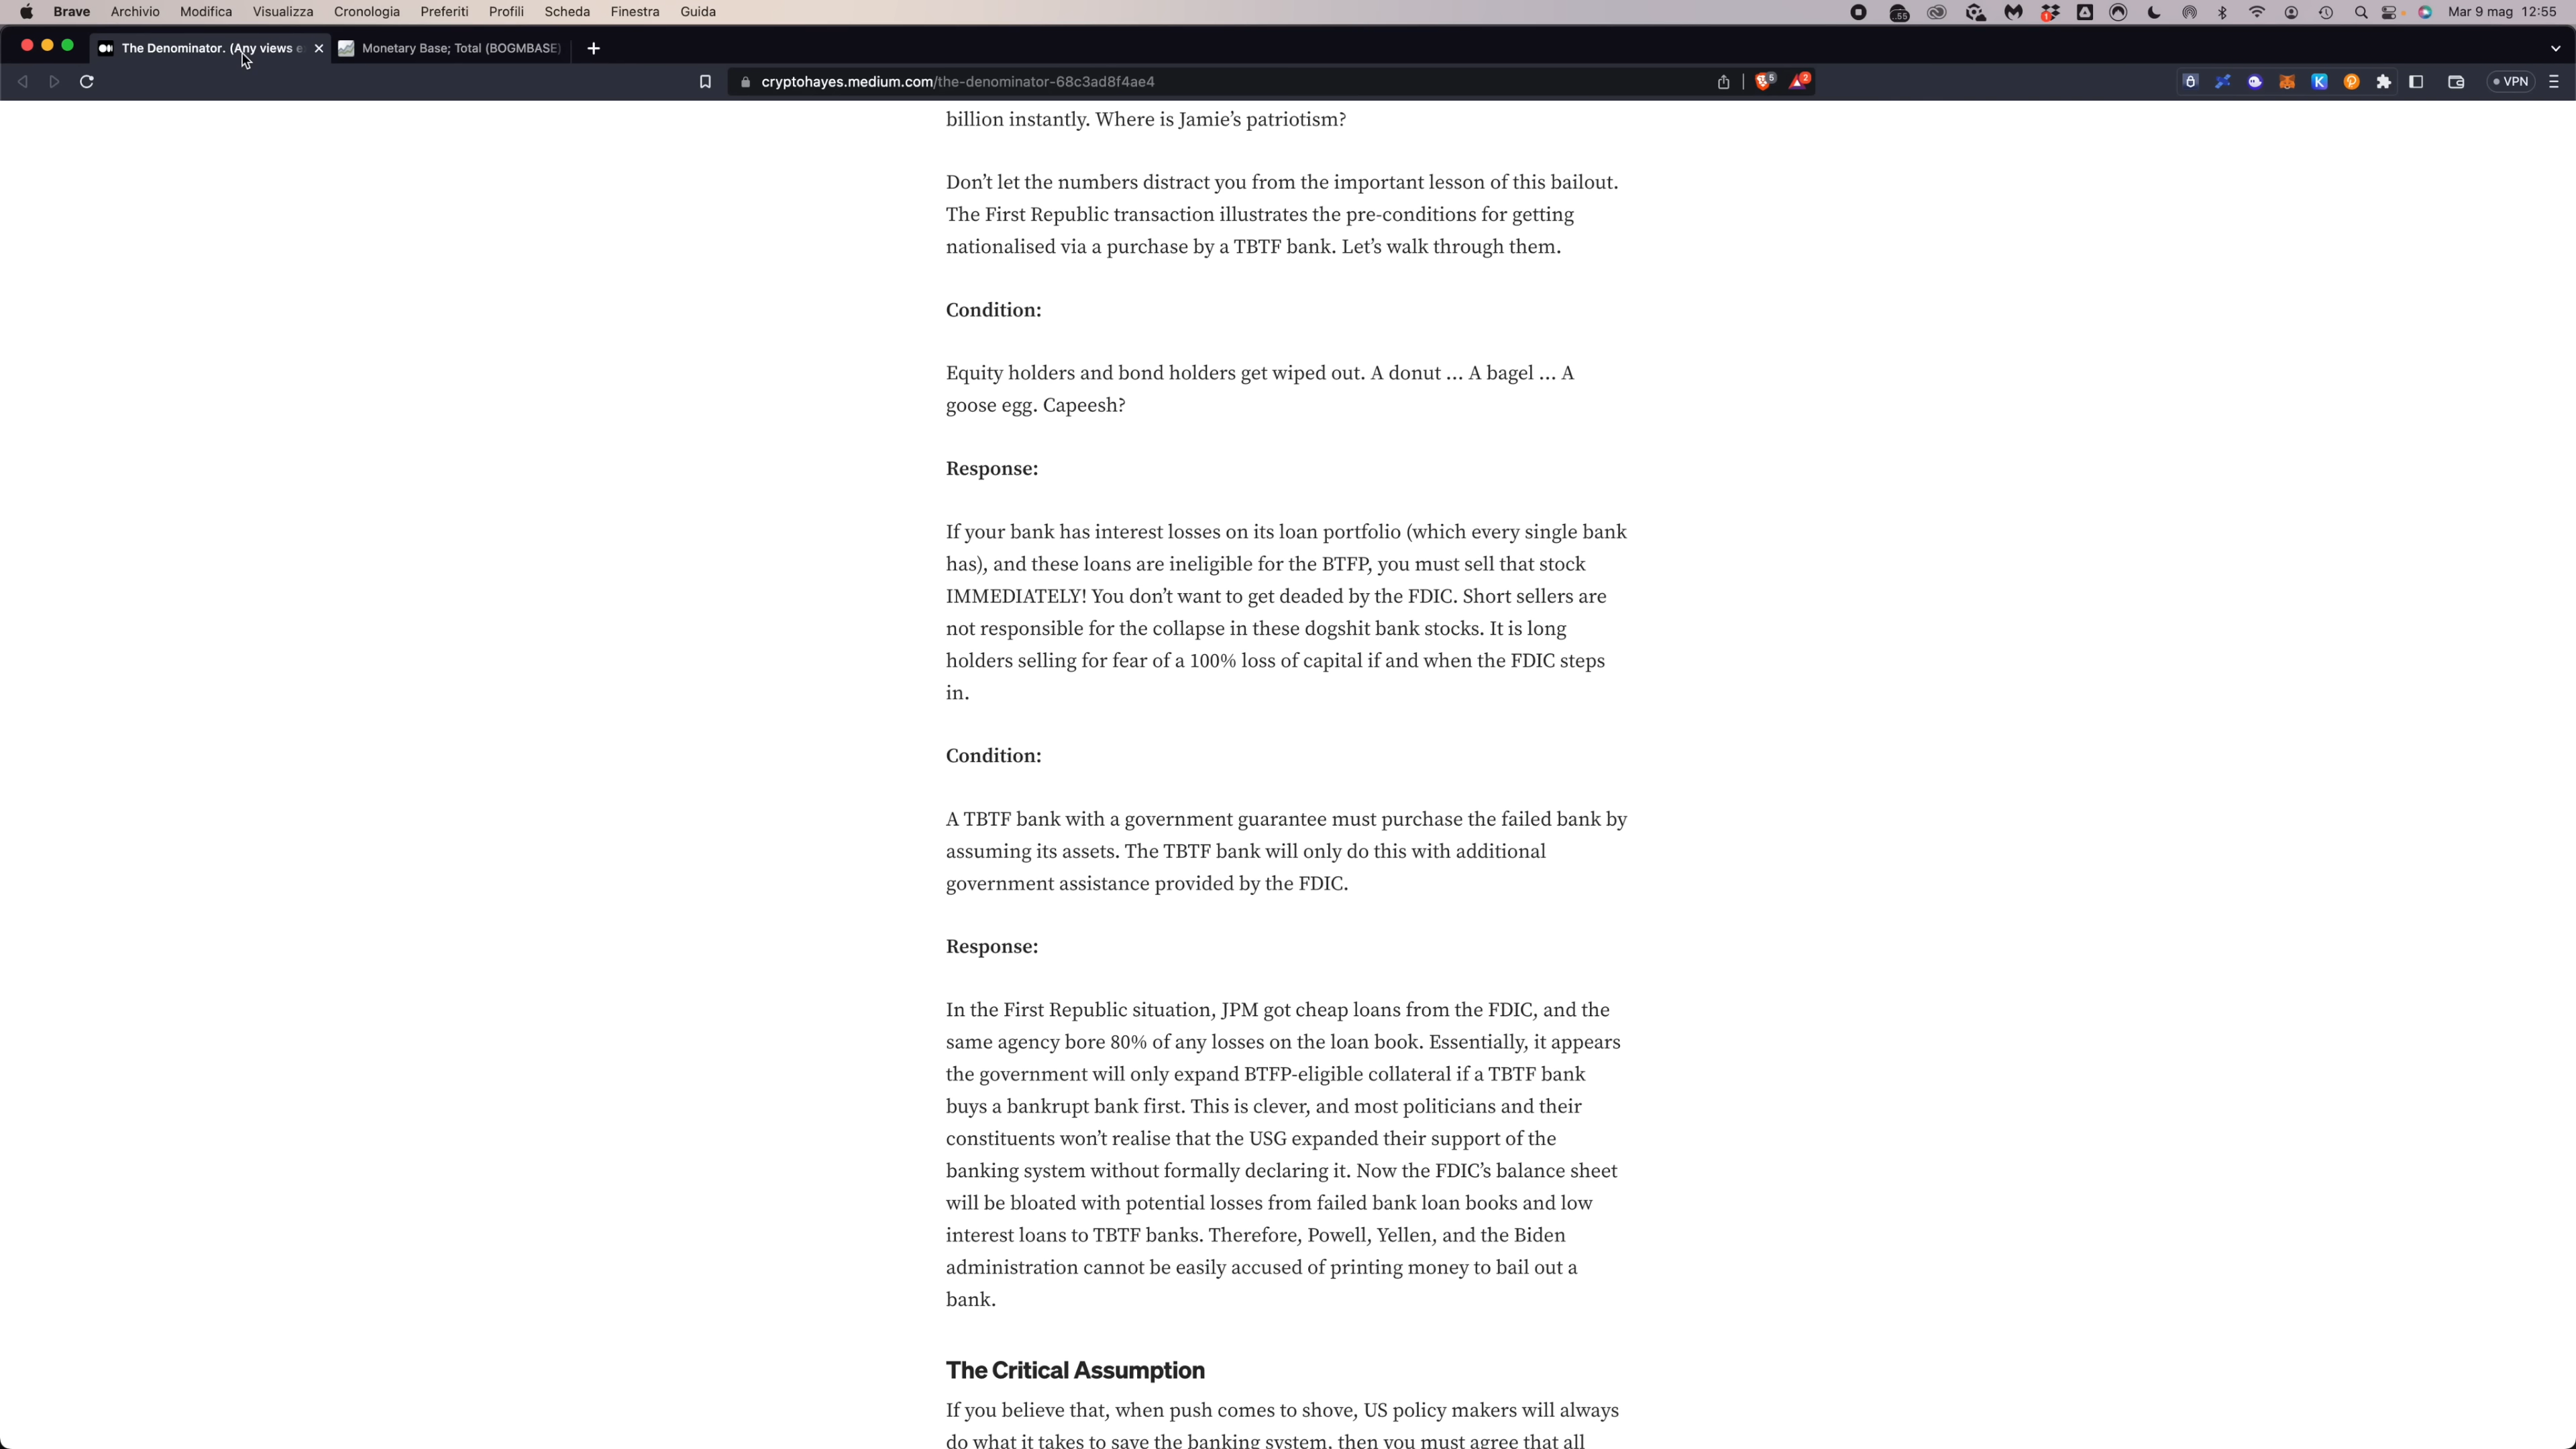 Brave Archivio Modifica Visualizza Cronologia Preferiti Profili Scheda Finestra Guida Mar 9 mag 12:55
The Denominator. (Any views e Monetary Base; Total (BOGMBASE)
cryptohayes.medium.com/the-denominator-68c3ad8f4ae4 VPN
billion instantly. Where is Jamie’s patriotism?
Don’t let the numbers distract you from the important lesson of this bailout.
The First Republic transaction illustrates the pre-conditions for getting
nationalised via a purchase by a TBTF bank. Let’s walk through them.
Condition:
Equity holders and bond holders get wiped out. A donut … A bagel … A
goose egg. Capeesh?
Response:
If your bank has interest losses on its loan portfolio (which every single bank
has), and these loans are ineligible for the BTFP, you must sell that stock
IMMEDIATELY! You don’t want to get deaded by the FDIC. Short sellers are
not responsible for the collapse in these dogshit bank stocks. It is long
holders selling for fear of a 100% loss of capital if and when the FDIC steps
in.
Condition:
A TBTF bank with a government guarantee must purchase the failed bank by
assuming its assets. The TBTF bank will only do this with additional
government assistance provided by the FDIC.
Response:
In the First Republic situation, JPM got cheap loans from the FDIC, and the
same agency bore 80% of any losses on the loan book. Essentially, it appears
the government will only expand BTFP-eligible collateral if a TBTF bank
buys a bankrupt bank first. This is clever, and most politicians and their
constituents won’t realise that the USG expanded their support of the
banking system without formally declaring it. Now the FDIC’s balance sheet
will be bloated with potential losses from failed bank loan books and low
interest loans to TBTF banks. Therefore, Powell, Yellen, and the Biden
administration cannot be easily accused of printing money to bail out a
bank.
The Critical Assumption
If you believe that, when push comes to shove, US policy makers will always
do what it takes to save the banking system, then you must agree that all